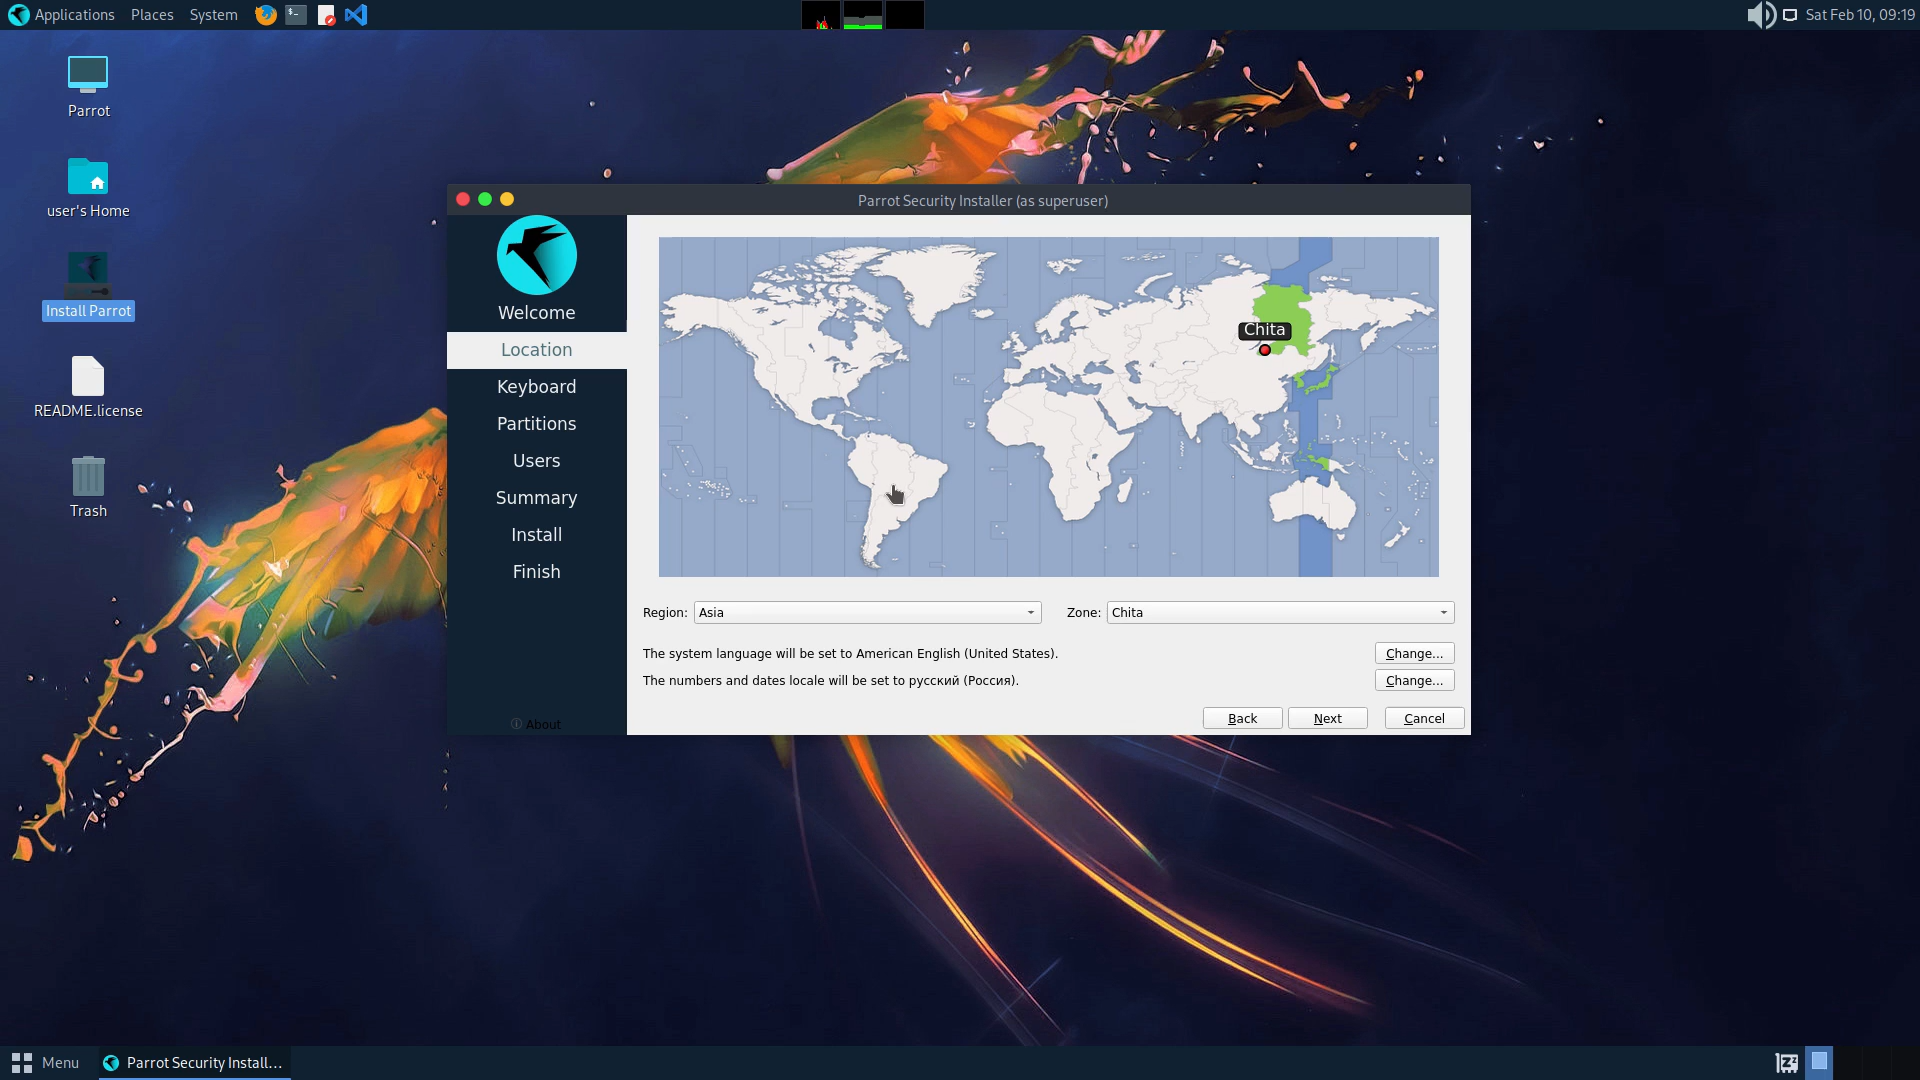 Applications Places System
Sat Feb 10, 09:19
Parrot
user's Home
Install Parrot
README.license
Trash
Parrot Security Installer (as superuser)
Welcome
Location
Keyboard
Partitions
Users
Summary
Install
Finish
About
Chita
Region: Asia
Zone: Chita
The system language will be set to American English (United States).
Change...
The numbers and dates locale will be set to русский (Россия).
Change...
Back
Next
Cancel
Menu
Parrot Security Install...